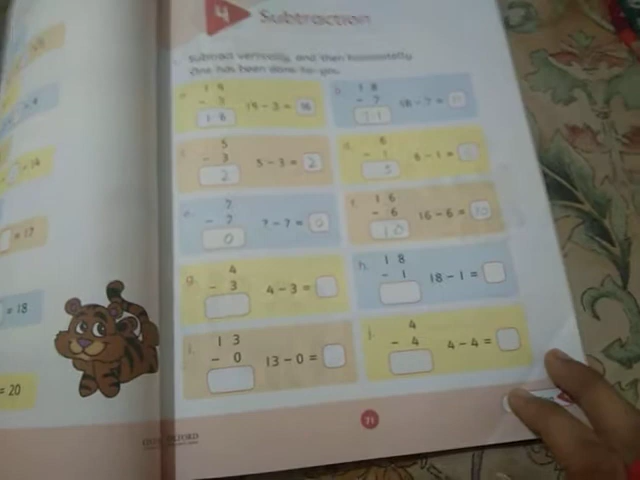 4 Subtraction
Subtract vertically, and then horizontally.
One has been done for you.
19 - 3 = 16
1 8
- 7
1 1
18 - 7 =
5
- 3
2
5 - 3 = 2
d. 6
- 1
5
6 - 1 =
e. 7
- 7
0
7 - 7 = 0
f. 1 6
- 6
1 0
16 - 6 = 10
g. 4
- 3
4 - 3 =
h. 1 8
- 1
18 - 1 =
i. 1 3
- 0
13 - 0 =
j. 4
- 4
4 - 4 =
= 17
= 18
= 20
71
OXFORD